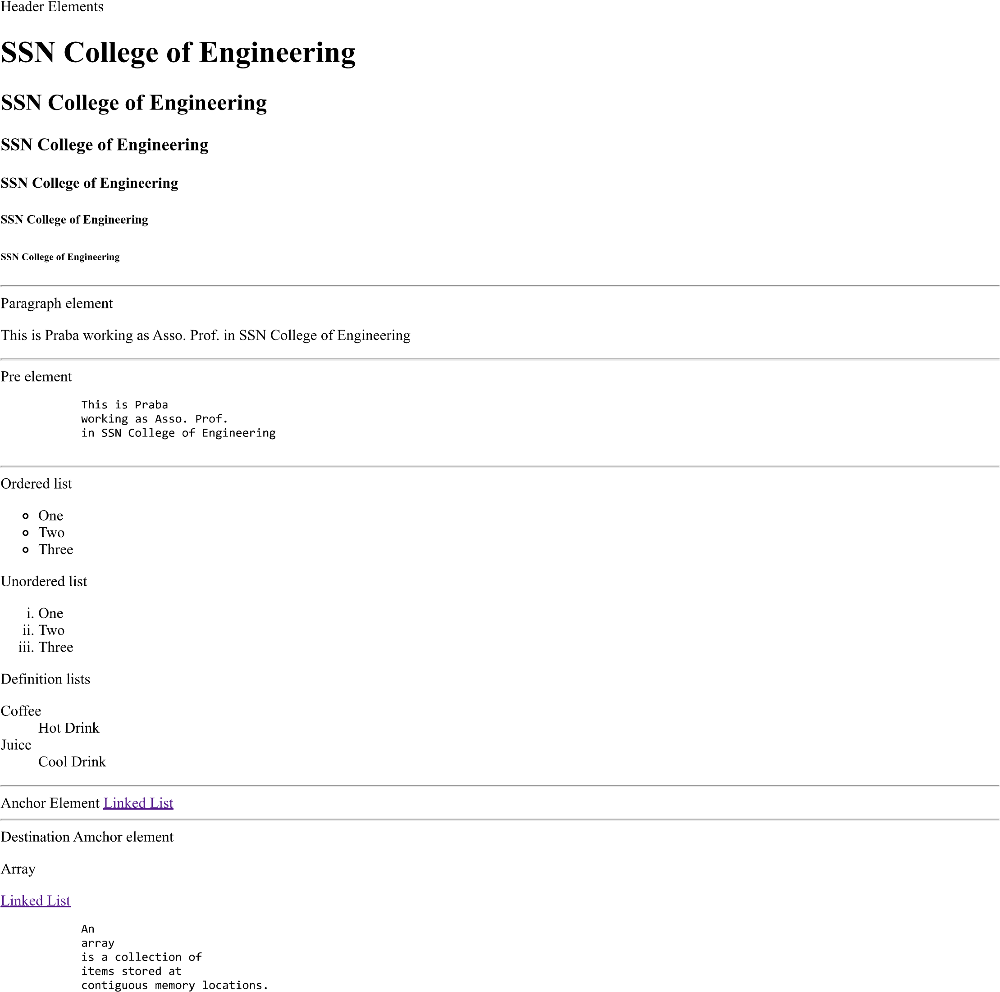 Header Elements
SSN College of Engineering
SSN College of Engineering
SSN College of Engineering
SSN College of Engineering
SSN College of Engineering
SSN College of Engineering
Paragraph element
This is Praba working as Asso. Prof. in SSN College of Engineering
Pre element
This is Praba
working as Asso. Prof.
in SSN College of Engineering
Ordered list
One
Two
Three
Unordered list
i. One
ii. Two
iii. Three
Definition lists
Coffee
Hot Drink
Juice
Cool Drink
Anchor Element Linked List
Destination Amchor element
Array
Linked List
An
array
is a collection of
items stored at
contiguous memory locations.